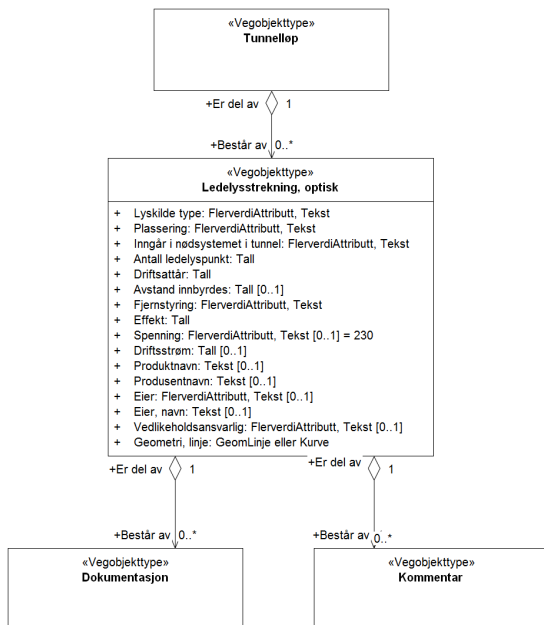 «Vegobjekttype»
Tunnelløp
+Er del av 1
+Består av 0..*
«Vegobjekttype»
Ledelysstrekning, optisk
+ Lyskilde type: FlerverdiAttributt, Tekst
+ Plassering: FlerverdiAttributt, Tekst
+ Inngår i nødsystemet i tunnel: FlerverdiAttributt, Tekst
+ Antall ledelyspunkt: Tall
+ Driftsattår: Tall
+ Avstand innbyrdes: Tall [0..1]
+ Fjernstyring: FlerverdiAttributt, Tekst
+ Effekt: Tall
+ Spenning: FlerverdiAttributt, Tekst [0..1] = 230
+ Driftsstrøm: Tall [0..1]
+ Produktnavn: Tekst [0..1]
+ Produsentnavn: Tekst [0..1]
+ Eier: FlerverdiAttributt, Tekst [0..1]
+ Eier, navn: Tekst [0..1]
+ Vedlikeholdsansvarlig: FlerverdiAttributt, Tekst [0..1]
+ Geometri, linje: GeomLinje eller Kurve
+Er del av 1
+Er del av 1
+Består av 0..*
+Består av 0..*
«Vegobjekttype»
Dokumentasjon
«Vegobjekttype»
Kommentar